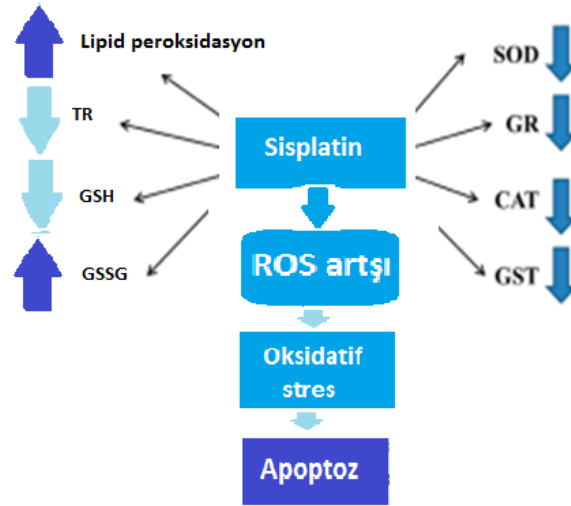 Lipid peroksidasyon
TR
GSH
GSSG
Sisplatin
ROS artşı
Oksidatif
stres
Apoptoz
SOD
GR
CAT
GST